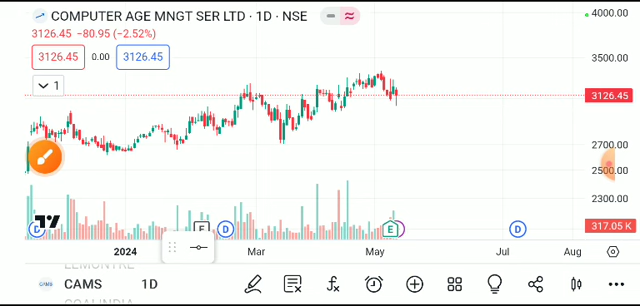 COMPUTER AGE MNGT SER LTD · 1D · NSE
3126.45 −80.95 (−2.52%)
3126.45 0.00 3126.45
1
4000.00
3500.00
3126.45
2700.00
2500.00
2300.00
317.05 K
D E D E D
2024 Mar May Jul Aug
CAMS 1D
COALINDIA